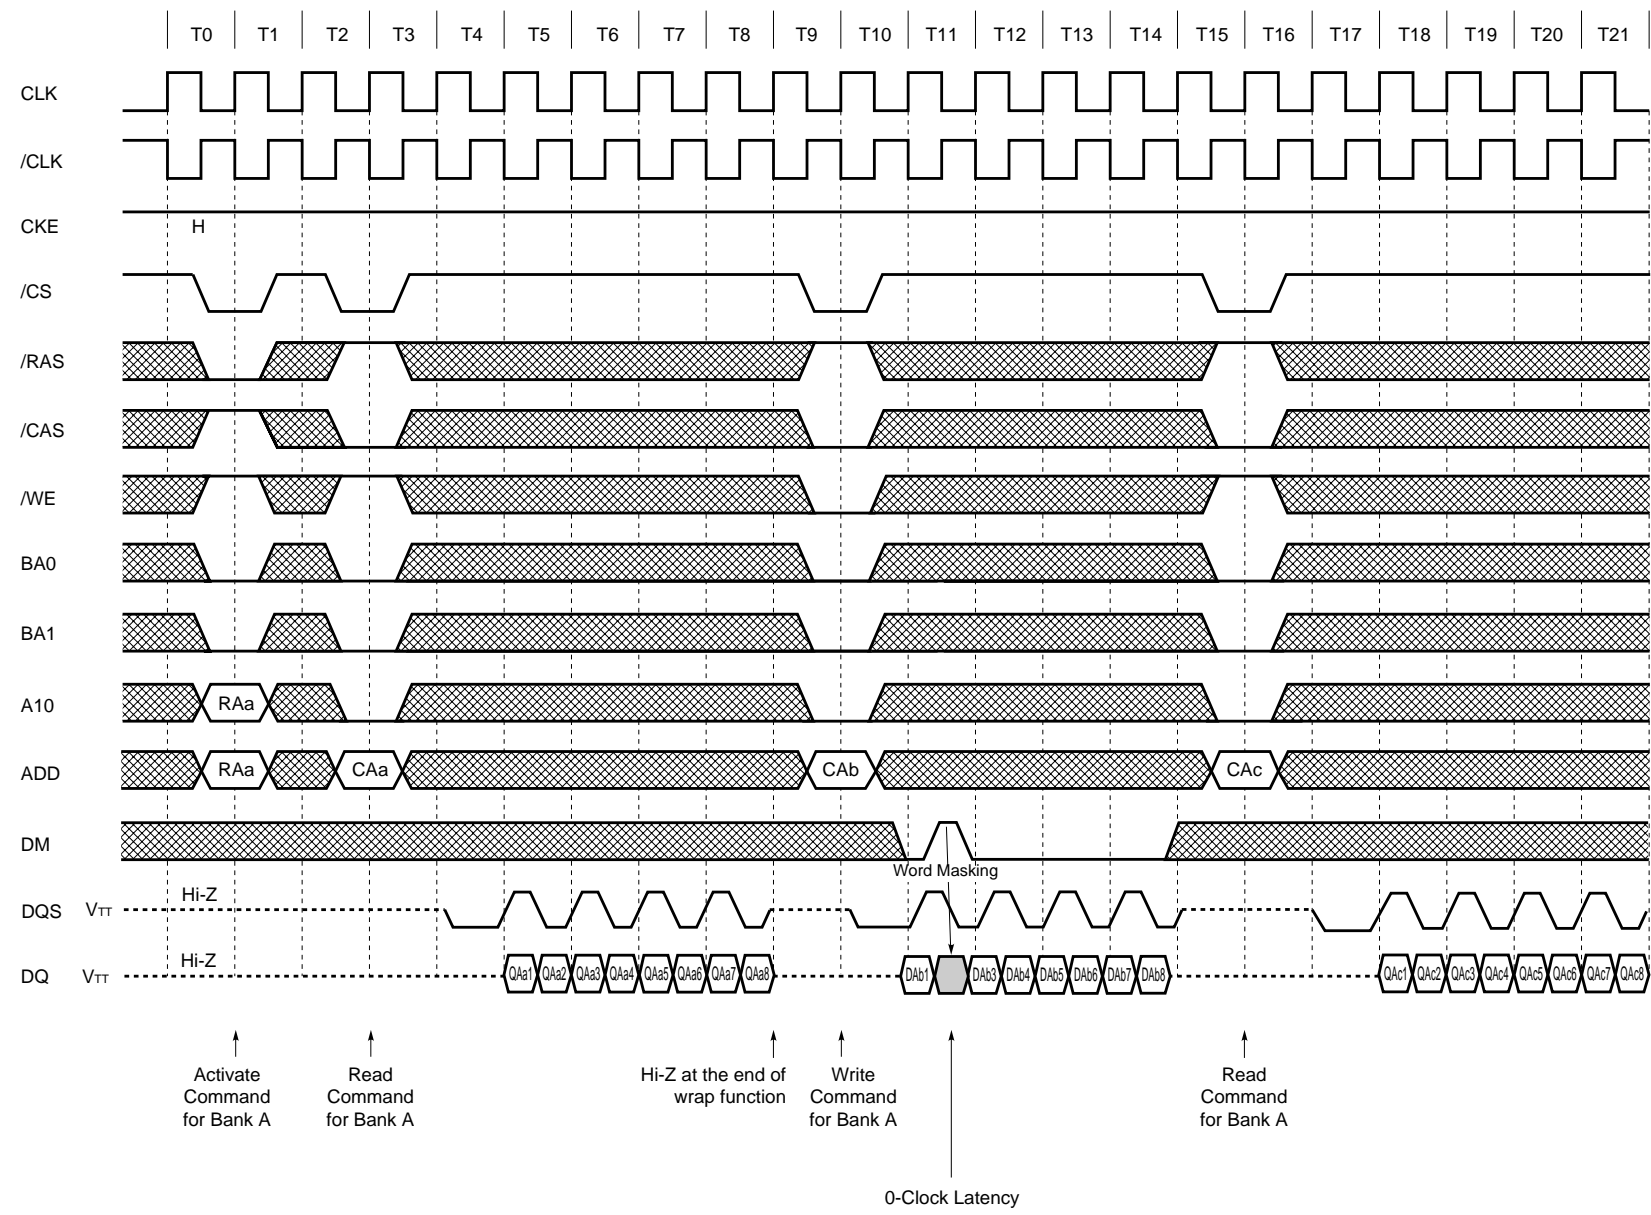 T0 T1 T2 T3 T4 T5 T6 T7 T8 T9 T10 T11 T12 T13 T14 T15 T16 T17 T18 T19 T20 T21
CLK
/CLK
CKE H
/CS
/RAS
/CAS
/WE
BA0
BA1
A10 RAa
ADD RAa CAa CAb CAc
DM
Word Masking
DQS VTT Hi-Z
DQ VTT Hi-Z QAa1 QAa2 QAa3 QAa4 QAa5 QAa6 QAa7 QAa8 DAb1 DAb3 DAb4 DAb5 DAb6 DAb7 DAb8 QAc1 QAc2 QAc3 QAc4 QAc5 QAc6 QAc7 QAc8
Activate
Command
for Bank A
Read
Command
for Bank A
Hi-Z at the end of
wrap function
Write
Command
for Bank A
Read
Command
for Bank A
0-Clock Latency